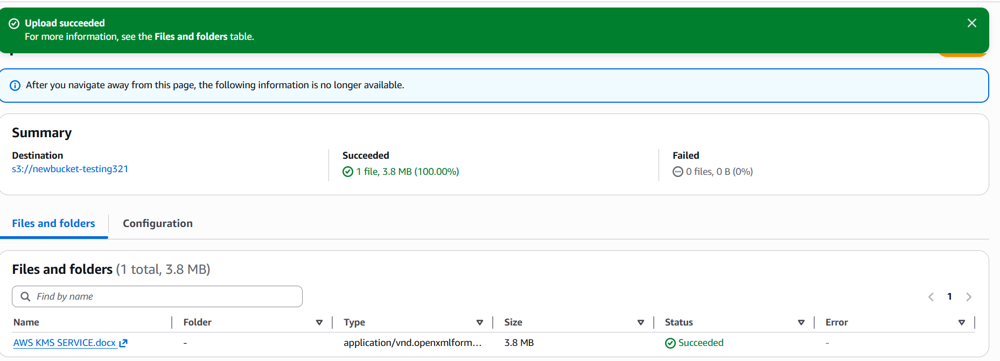 Upload succeeded
For more information, see the Files and folders table.
After you navigate away from this page, the following information is no longer available.
Summary
Destination
s3://newbucket-testing321
Succeeded
1 file, 3.8 MB (100.00%)
Failed
0 files, 0 B (0%)
Files and folders
Configuration
Files and folders (1 total, 3.8 MB)
Find by name
1
Name Folder Type Size Status Error
AWS KMS SERVICE.docx - application/vnd.openxmlform... 3.8 MB Succeeded -